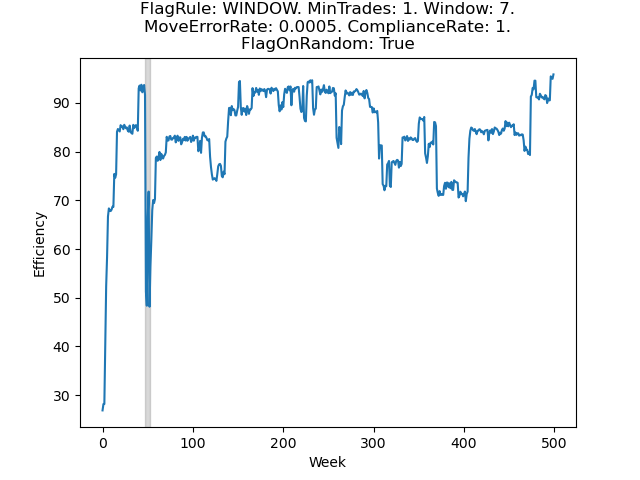 FlagRule: WINDOW. MinTrades: 1. Window: 7.
MoveErrorRate: 0.0005. ComplianceRate: 1.
FlagOnRandom: True
90
80
70
60
50
40
30
Efficiency
0 100 200 300 400 500
Week